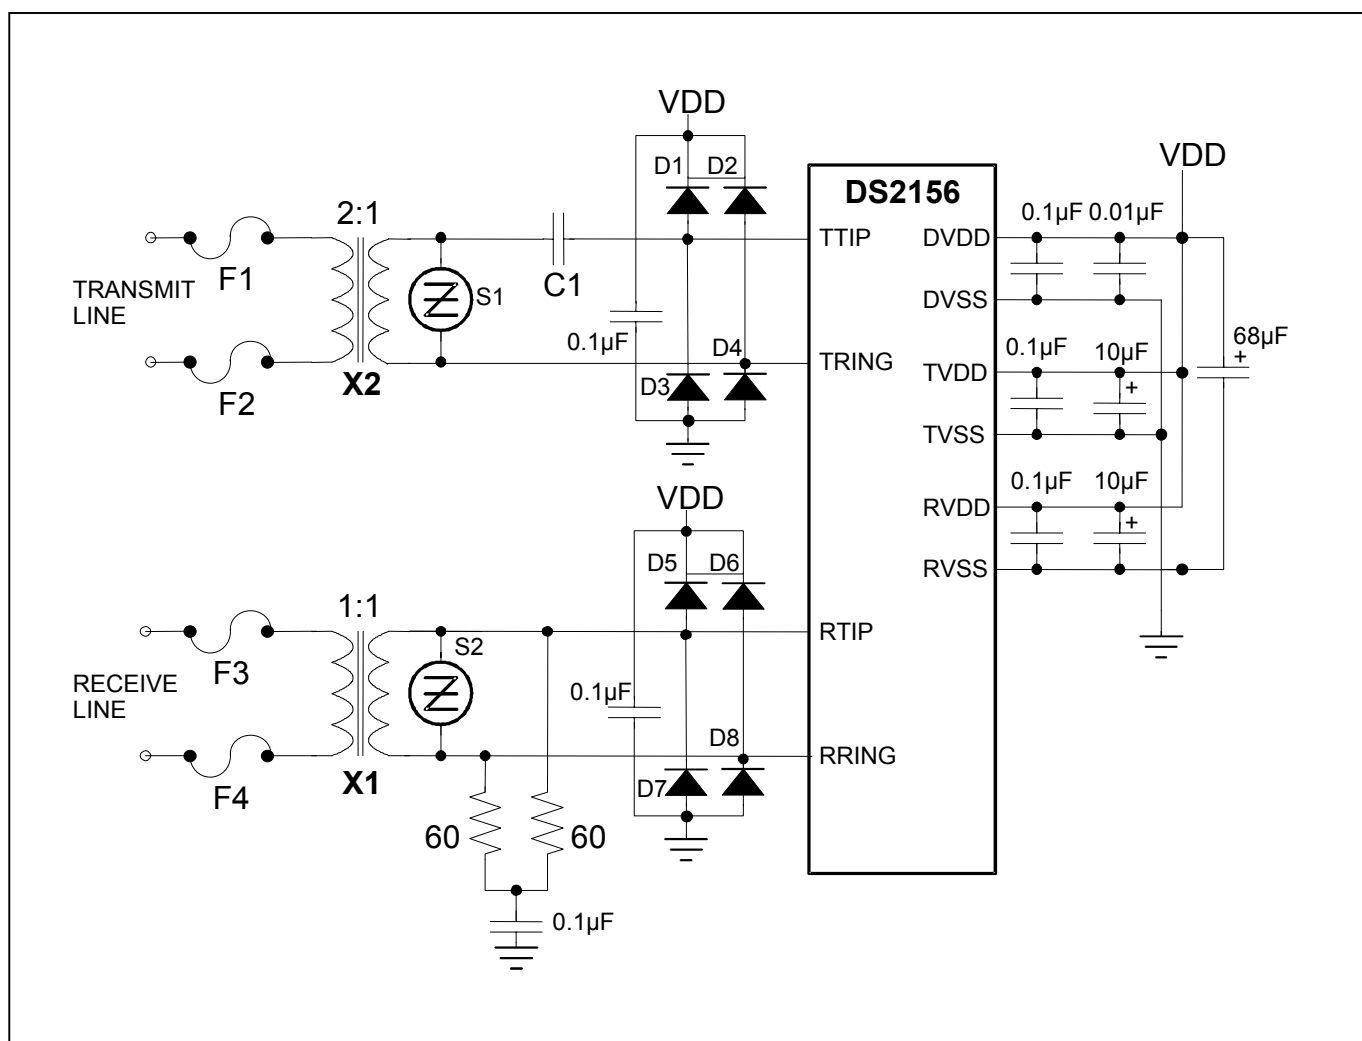 VDD
D1
D2
2:1
F1
TRANSMIT
LINE
F2
X2
S1
C1
0.1µF
D3
D4
DS2156
TTIP
TRING
RTIP
RRING
DVDD
DVSS
TVDD
TVSS
RVDD
RVSS
VDD
0.1µF
0.01µF
0.1µF
10µF
+
68µF
+
0.1µF
10µF
+
VDD
D5
D6
1:1
F3
RECEIVE
LINE
F4
X1
S2
0.1µF
D7
D8
60
60
0.1µF